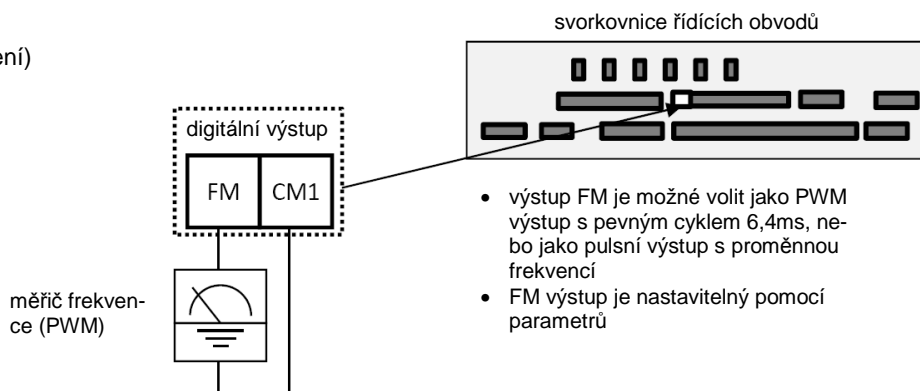 svorkovnice řídících obvodů
ení)
digitální výstup
FM CM1
• výstup FM je možné volit jako PWM
výstup s pevným cyklem 6,4ms, ne-
bo jako pulsní výstup s proměnnou
frekvencí
• FM výstup je nastavitelný pomocí
parametrů
měřič frekven-
ce (PWM)